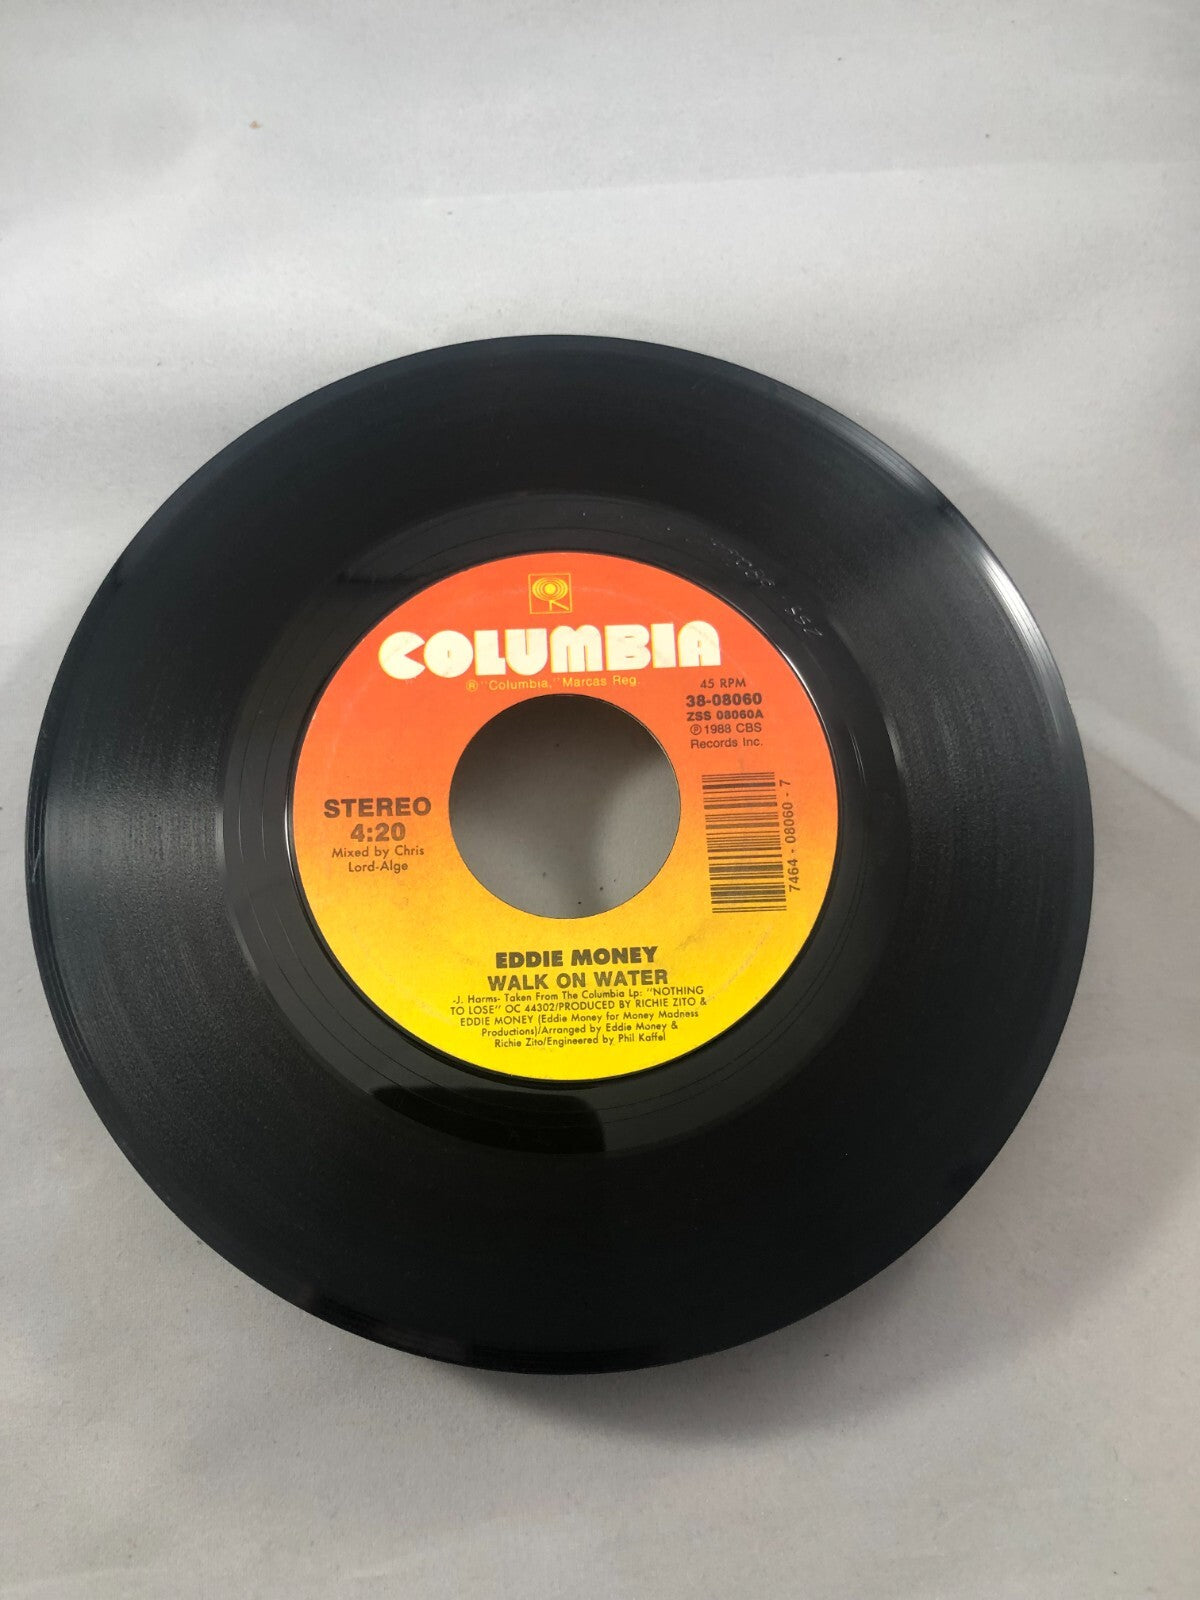 COLUMBIA
® "Columbia," Marcas Reg.
45 RPM
38-08060
ZSS 08060A
℗ 1988 CBS
Records Inc.
STEREO
4:20
Mixed by Chris
Lord-Alge
7464 - 08060 - 7
EDDIE MONEY
WALK ON WATER
-J. Harms- Taken From The Columbia Lp: "NOTHING
TO LOSE" OC 44302/PRODUCED BY RICHIE ZITO &
EDDIE MONEY (Eddie Money for Money Madness
Productions)/Arranged by Eddie Money &
Richie Zito/Engineered by Phil Kaffel